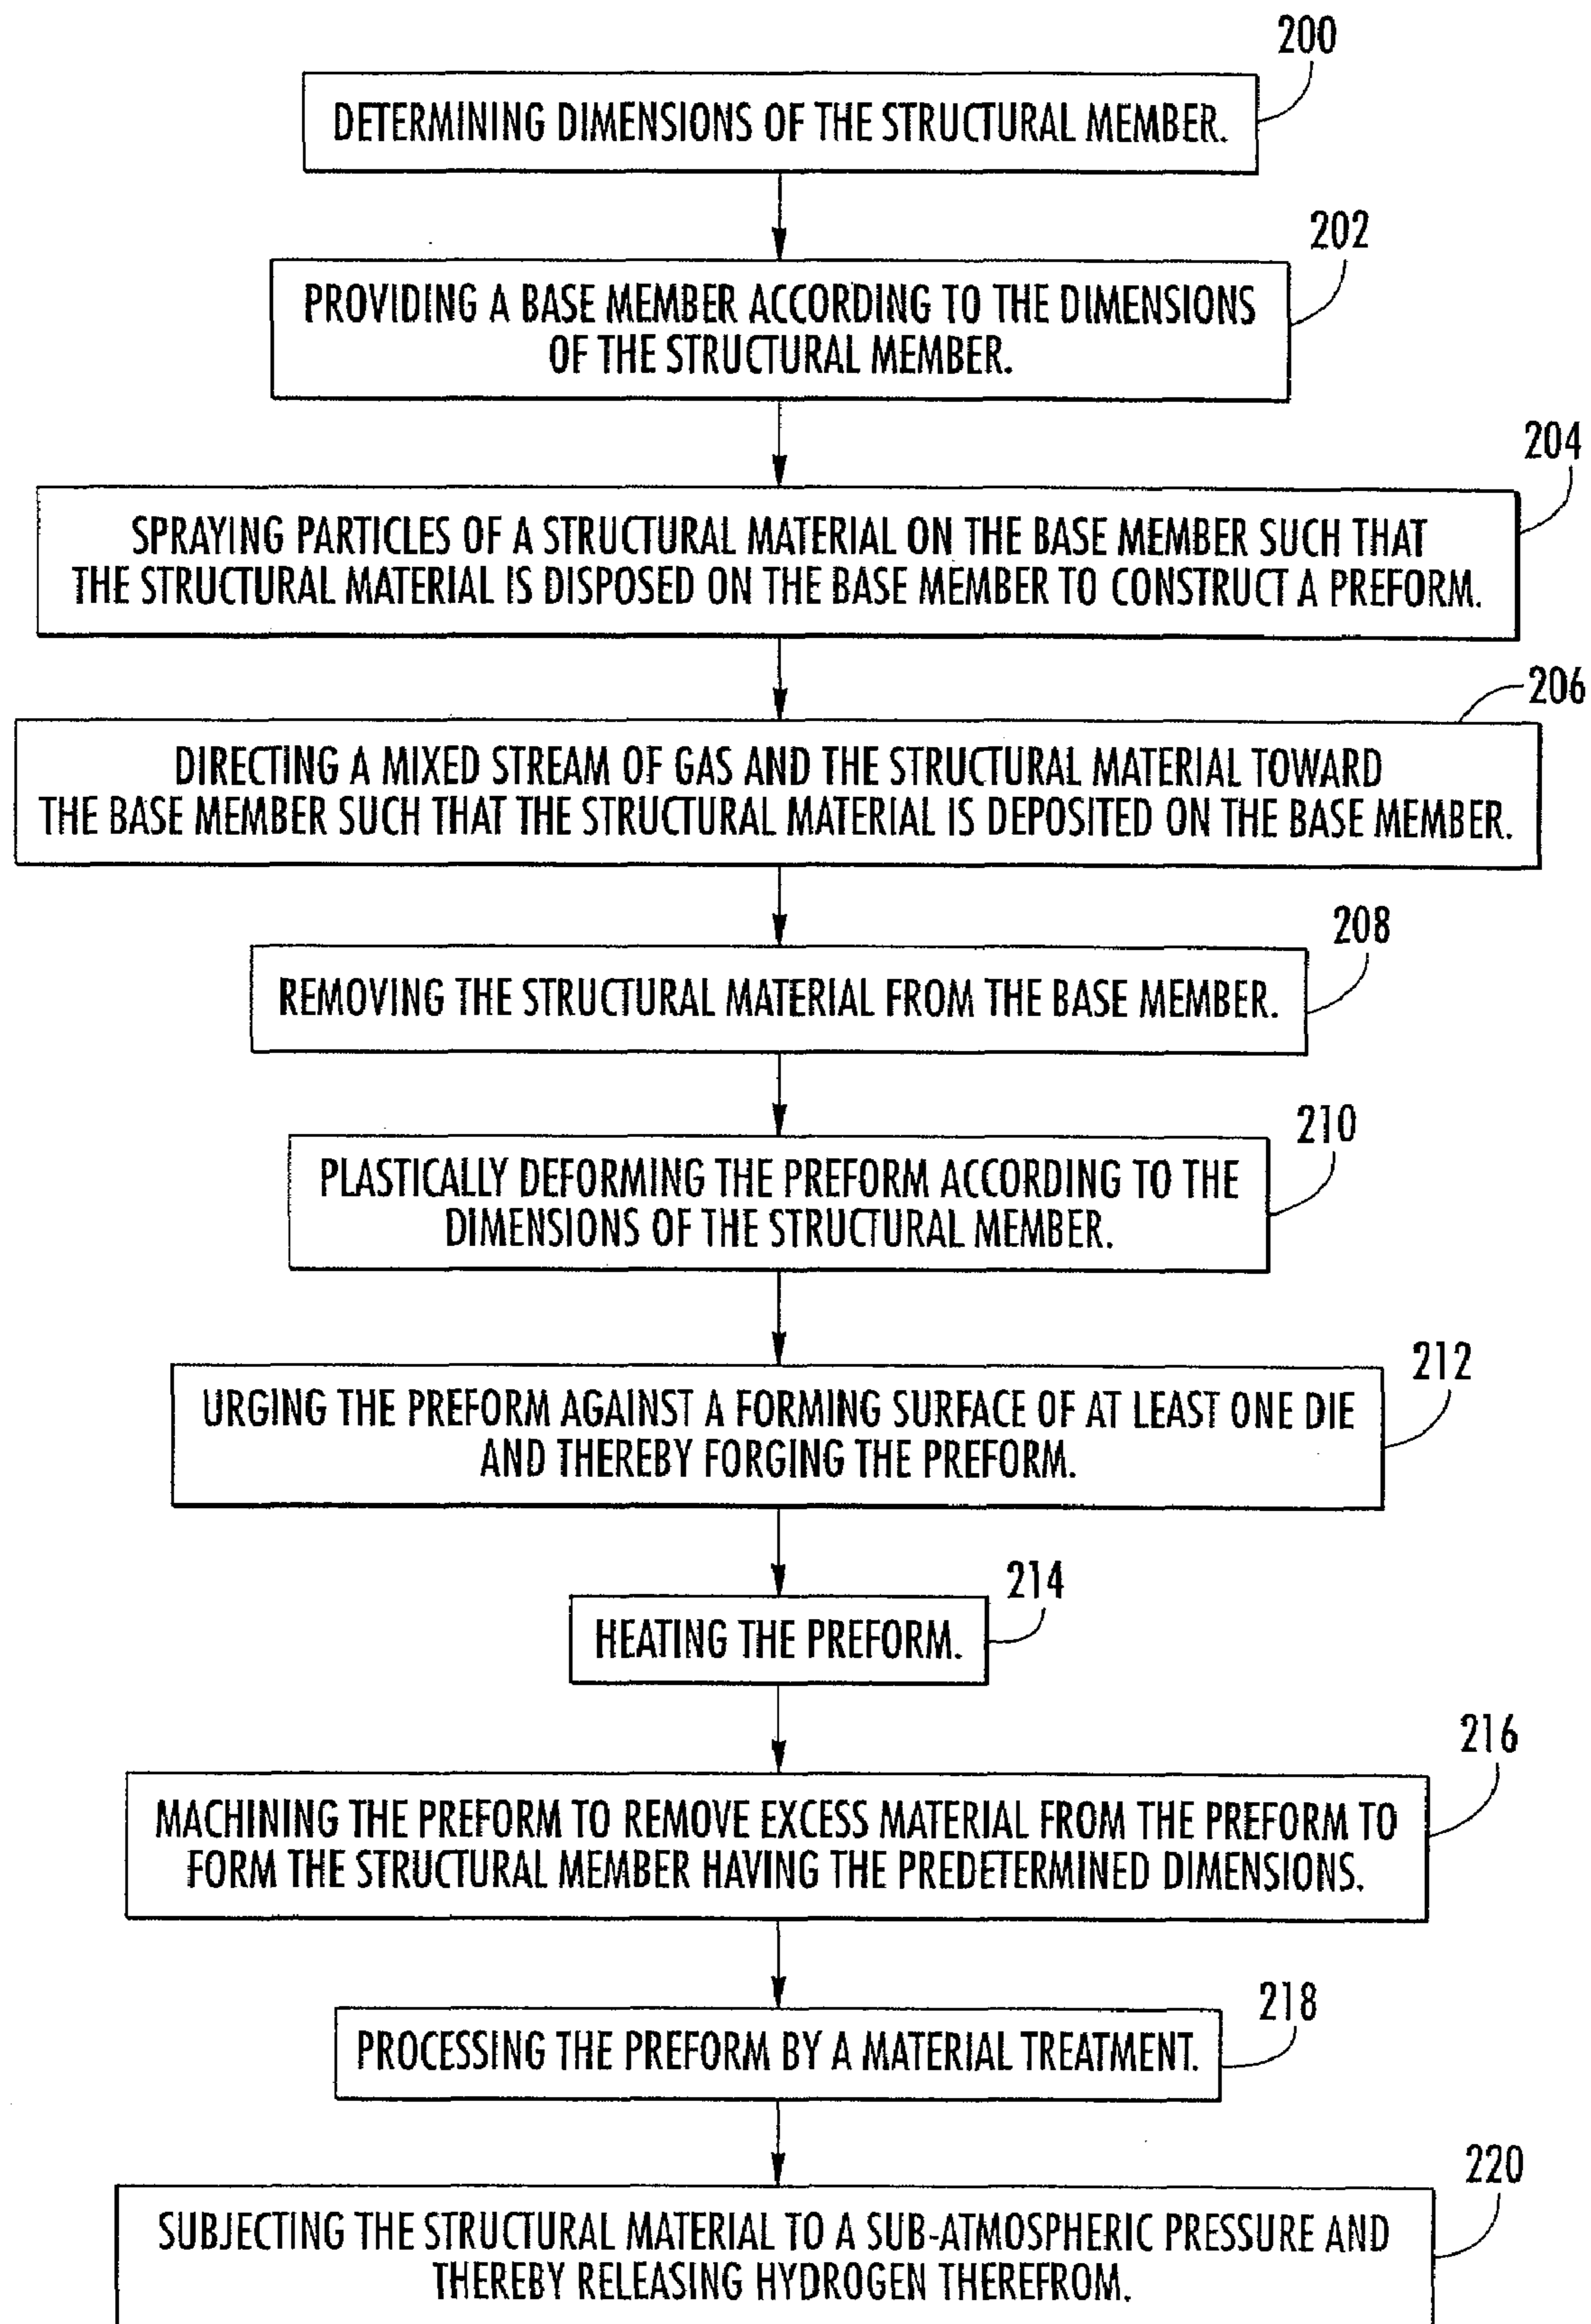 200
DETERMINING DIMENSIONS OF THE STRUCTURAL MEMBER.
202
PROVIDING A BASE MEMBER ACCORDING TO THE DIMENSIONS
OF THE STRUCTURAL MEMBER.
204
SPRAYING PARTICLES OF A STRUCTURAL MATERIAL ON THE BASE MEMBER SUCH THAT
THE STRUCTURAL MATERIAL IS DISPOSED ON THE BASE MEMBER TO CONSTRUCT A PREFORM.
206
DIRECTING A MIXED STREAM OF GAS AND THE STRUCTURAL MATERIAL TOWARD
THE BASE MEMBER SUCH THAT THE STRUCTURAL MATERIAL IS DEPOSITED ON THE BASE MEMBER.
208
REMOVING THE STRUCTURAL MATERIAL FROM THE BASE MEMBER.
210
PLASTICALLY DEFORMING THE PREFORM ACCORDING TO THE
DIMENSIONS OF THE STRUCTURAL MEMBER.
212
URGING THE PREFORM AGAINST A FORMING SURFACE OF AT LEAST ONE DIE
AND THEREBY FORGING THE PREFORM.
214
HEATING THE PREFORM.
216
MACHINING THE PREFORM TO REMOVE EXCESS MATERIAL FROM THE PREFORM TO
FORM THE STRUCTURAL MEMBER HAVING THE PREDETERMINED DIMENSIONS.
218
PROCESSING THE PREFORM BY A MATERIAL TREATMENT.
220
SUBJECTING THE STRUCTURAL MATERIAL TO A SUB-ATMOSPHERIC PRESSURE AND
THEREBY RELEASING HYDROGEN THEREFROM.